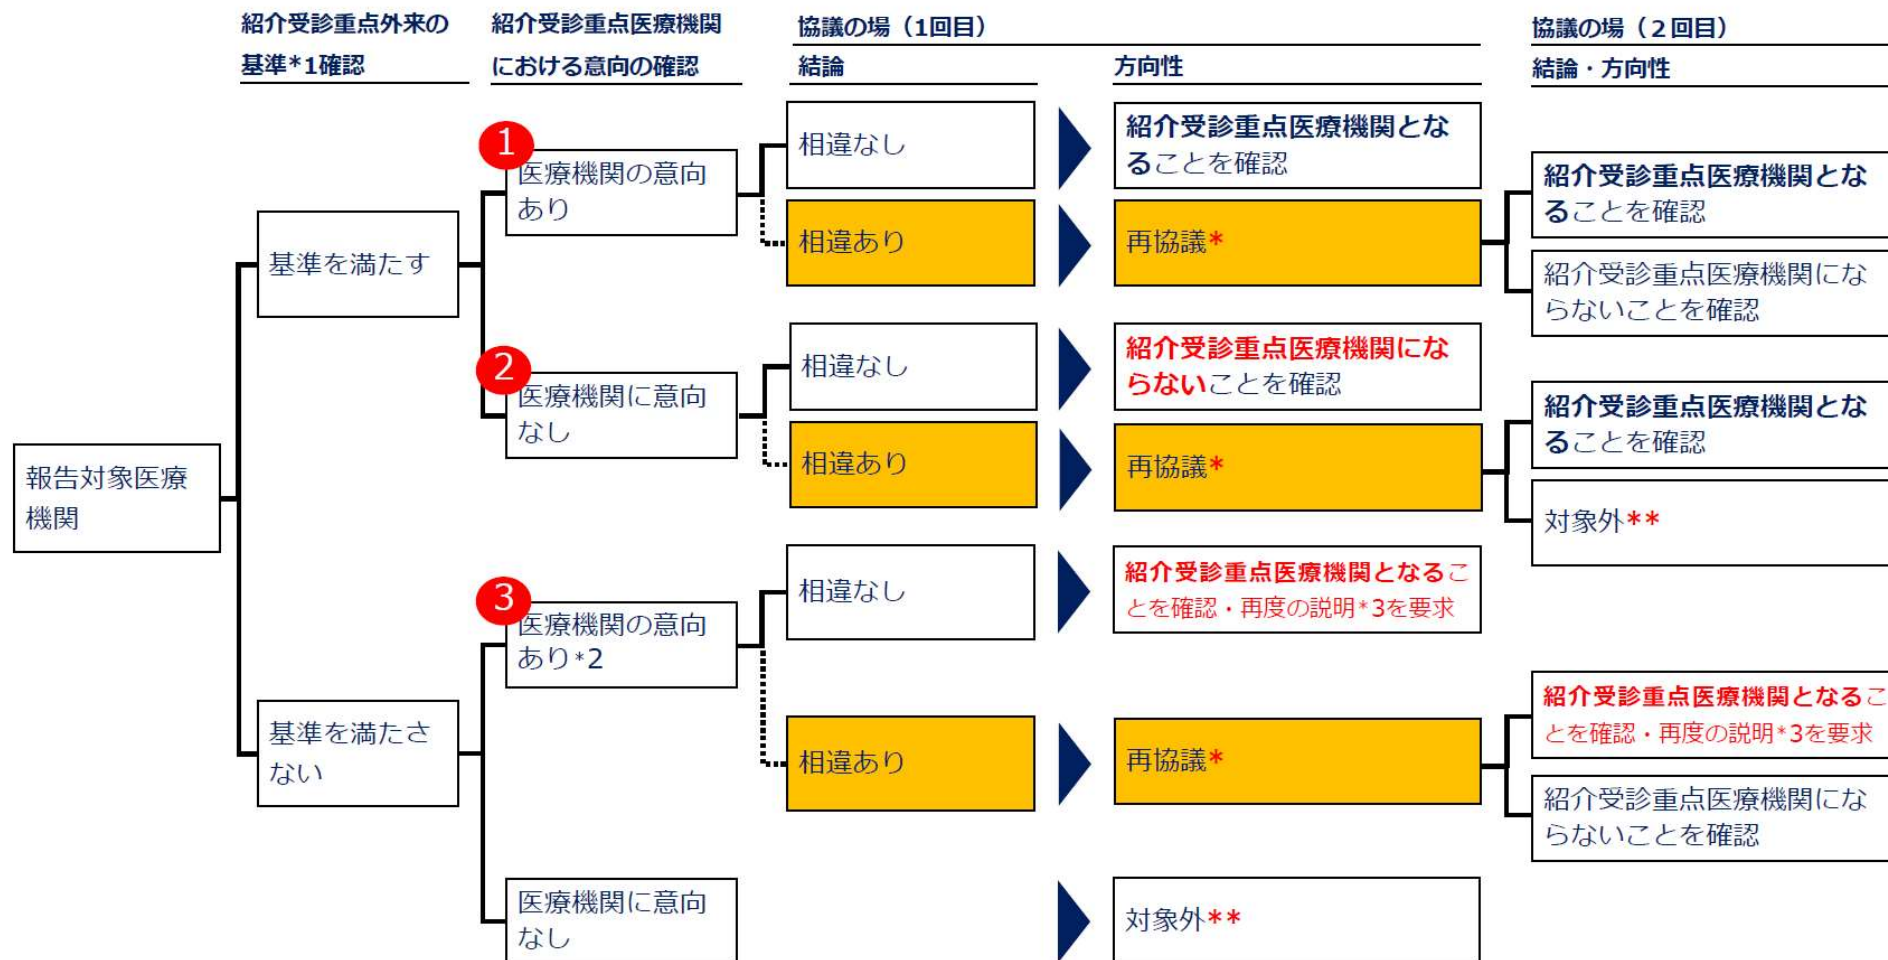 紹介受診重点外来の
基準*1確認
紹介受診重点医療機関
における意向の確認
協議の場（1回目）
結論
方向性
協議の場（２回目）
結論・方向性
報告対象医療
機関
基準を満たす
1
医療機関の意向
あり
相違なし
紹介受診重点医療機関とな
ることを確認
相違あり
再協議*
紹介受診重点医療機関とな
ることを確認
紹介受診重点医療機関にな
らないことを確認
2
医療機関に意向
なし
相違なし
紹介受診重点医療機関にな
らないことを確認
相違あり
再協議*
紹介受診重点医療機関とな
ることを確認
対象外**
基準を満たさ
ない
3
医療機関の意向
あり*2
相違なし
紹介受診重点医療機関となるこ
とを確認・再度の説明*3を要求
相違あり
再協議*
紹介受診重点医療機関となるこ
とを確認・再度の説明*3を要求
紹介受診重点医療機関にな
らないことを確認
医療機関に意向
なし
対象外**